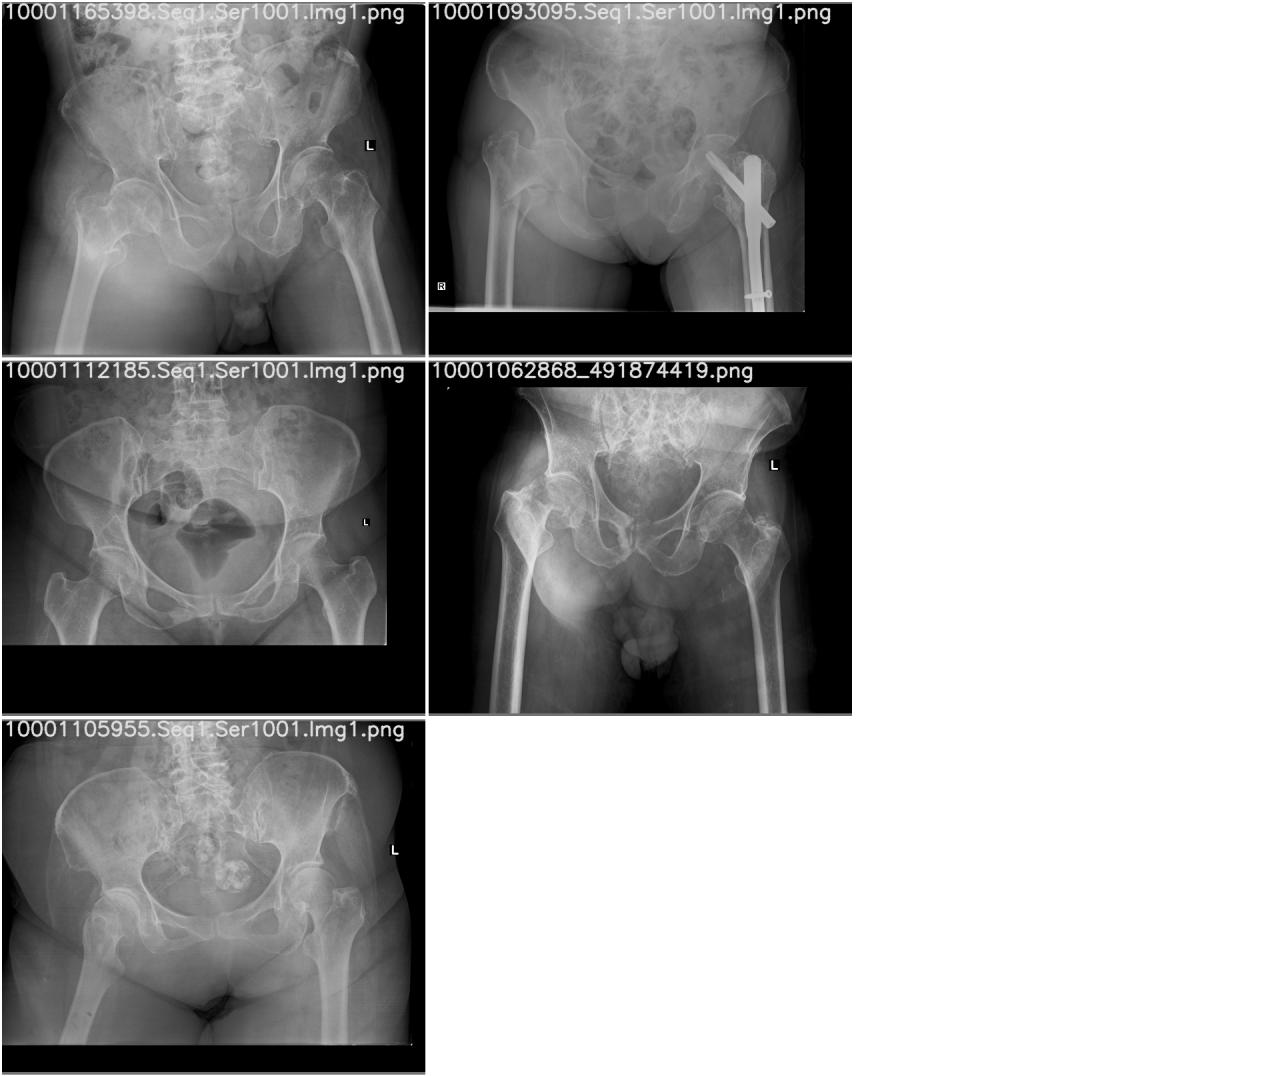 10001165398.Seq1.Ser1001.Img1.png
L
10001093095.Seq1.Ser1001.Img1.png
R
10001112185.Seq1.Ser1001.Img1.png
L
10001062868_491874419.png
L
10001105955.Seq1.Ser1001.Img1.png
L